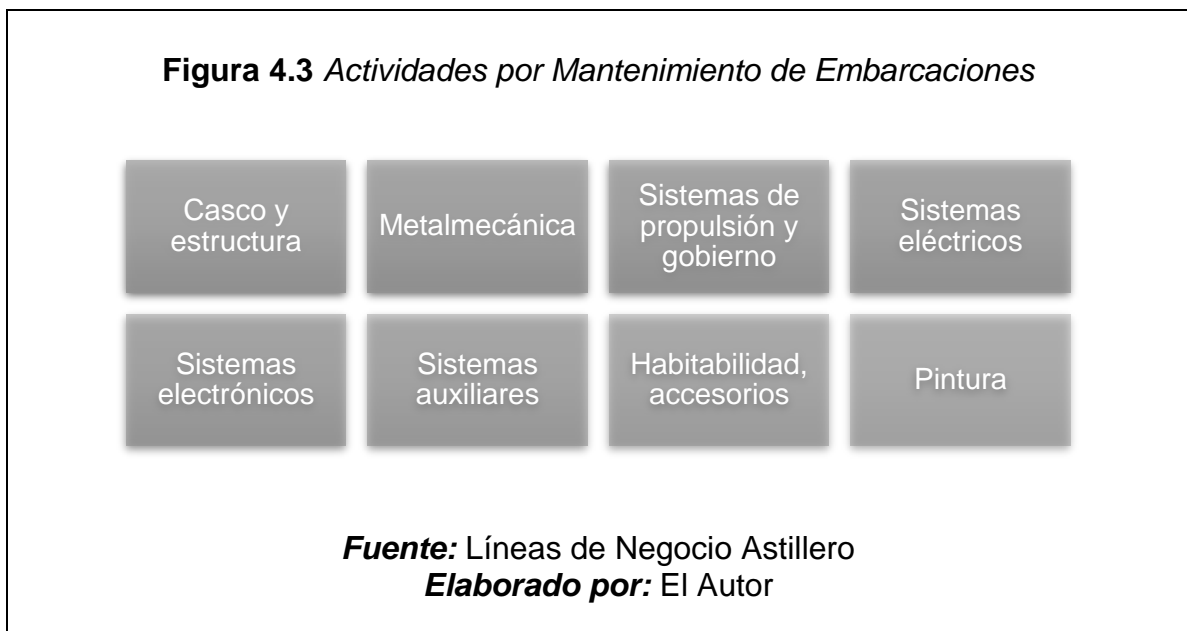 Figura 4.3 Actividades por Mantenimiento de Embarcaciones
Casco y
estructura
Metalmecánica
Sistemas de
propulsión y
gobierno
Sistemas
eléctricos
Sistemas
electrónicos
Sistemas
auxiliares
Habitabilidad,
accesorios
Pintura
Fuente: Líneas de Negocio Astillero
Elaborado por: El Autor